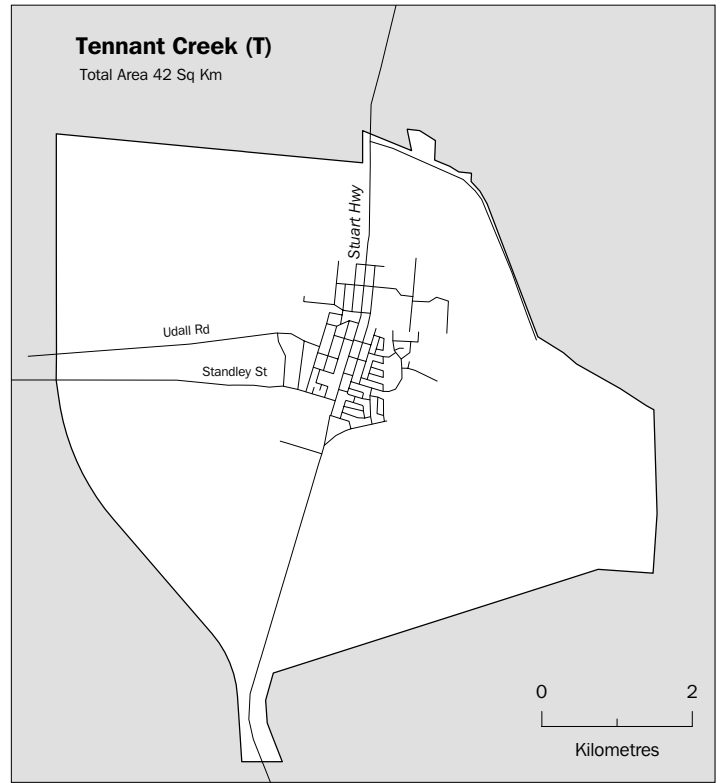 Tennant Creek (T)
Total Area 42 Sq Km
Stuart Hwy
Udall Rd
Standley St
0 2
Kilometres